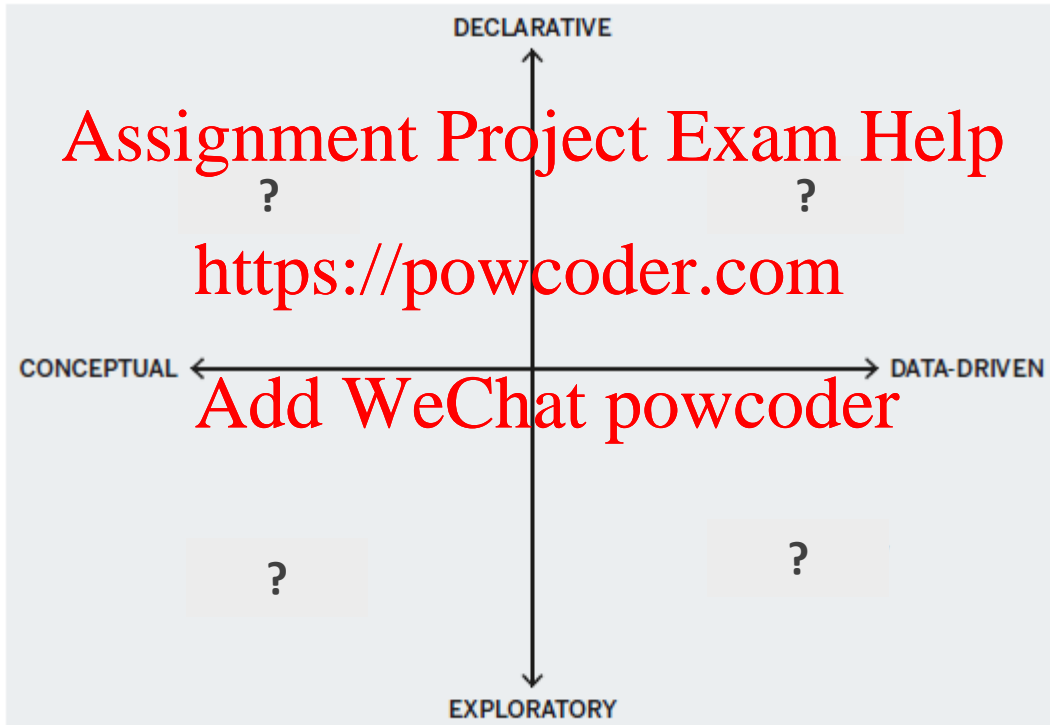 DECLARATIVE
Assignment Project Exam Help
? ?
https://powcoder.com
CONCEPTUAL DATA-DRIVEN
Add WeChat powcoder
? ?
EXPLORATORY